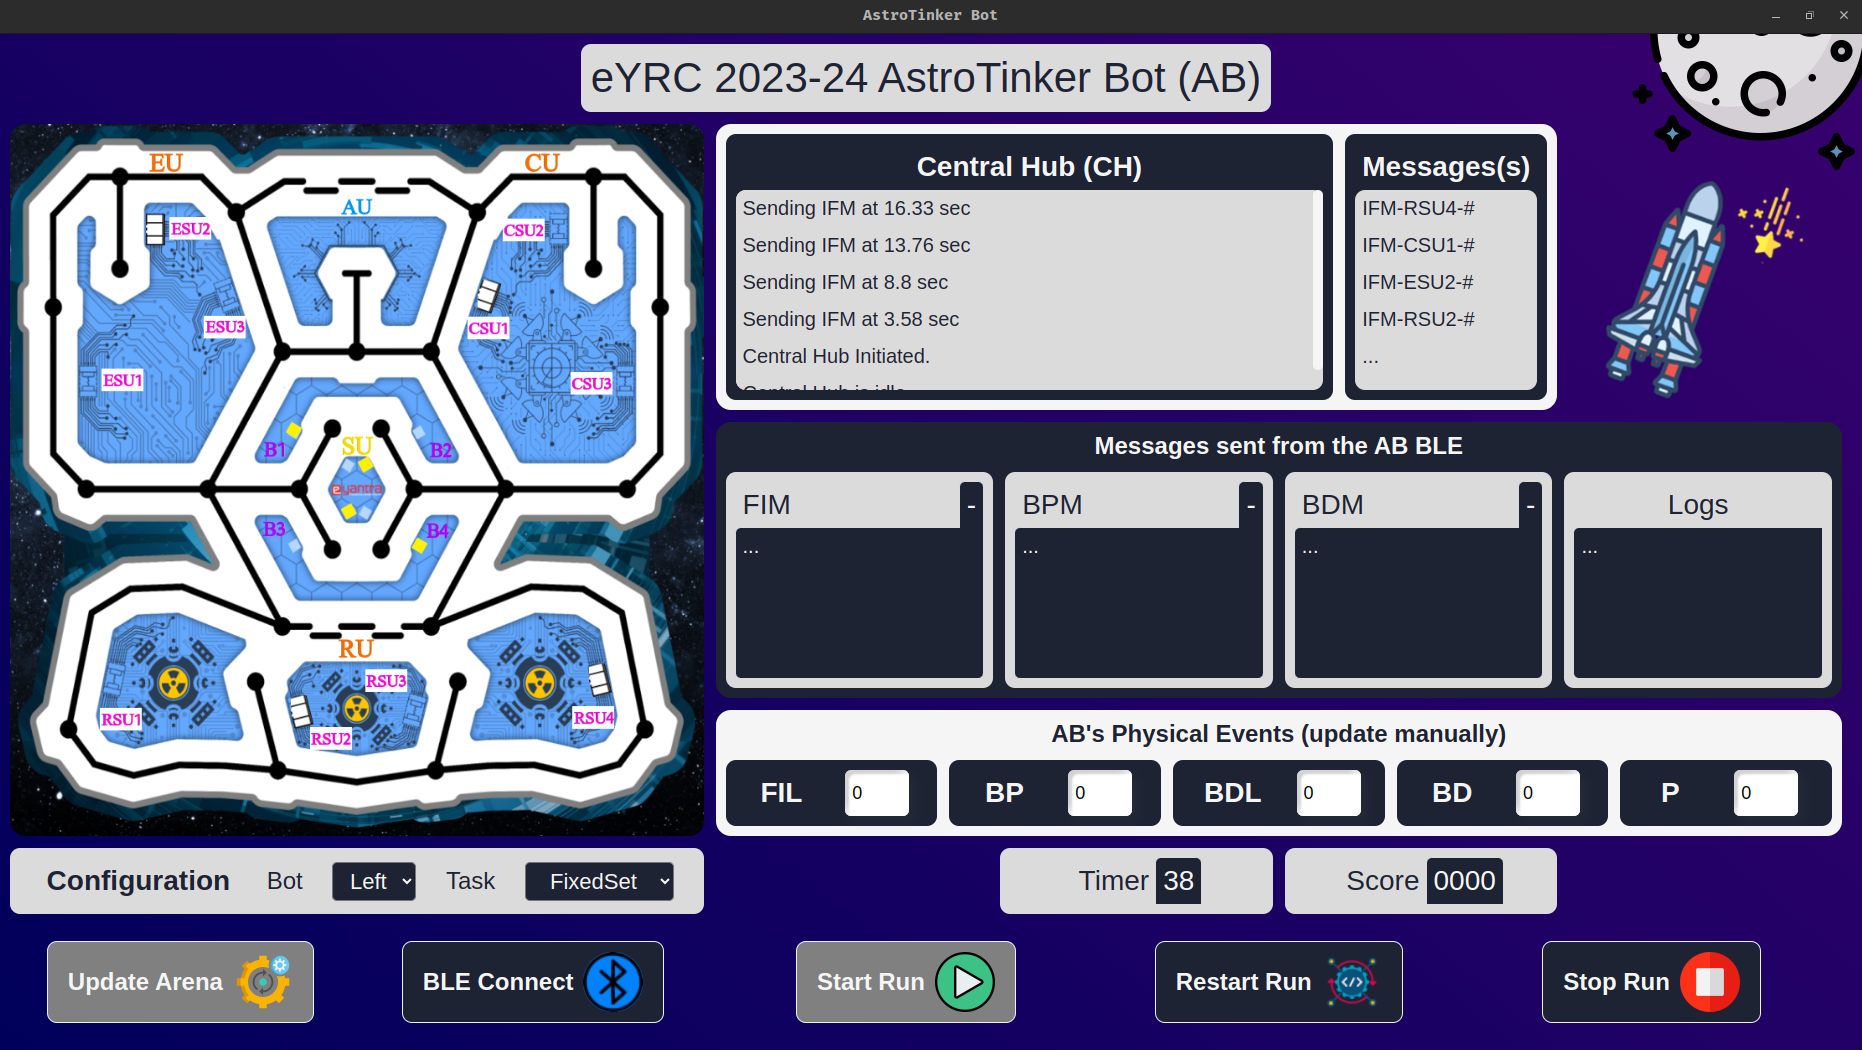 AstroTinker Bot
eYRC 2023-24 AstroTinker Bot (AB)
EU
CU
AU
ESU2
CSU2
ESU3
CSU1
ESU1
CSU3
B1
SU
B2
eyantra
B3
B4
RU
RSU3
RSU1
RSU2
RSU4
Central Hub (CH)
Sending IFM at 16.33 sec
Sending IFM at 13.76 sec
Sending IFM at 8.8 sec
Sending IFM at 3.58 sec
Central Hub Initiated.
Central Hub is idle
Messages(s)
IFM-RSU4-#
IFM-CSU1-#
IFM-ESU2-#
IFM-RSU2-#
...
Messages sent from the AB BLE
FIM -
...
BPM -
...
BDM -
...
Logs
...
AB's Physical Events (update manually)
FIL 0
BP 0
BDL 0
BD 0
P 0
Configuration Bot Left Task FixedSet
Timer 38
Score 0000
Update Arena
BLE Connect
Start Run
Restart Run
</>
Stop Run